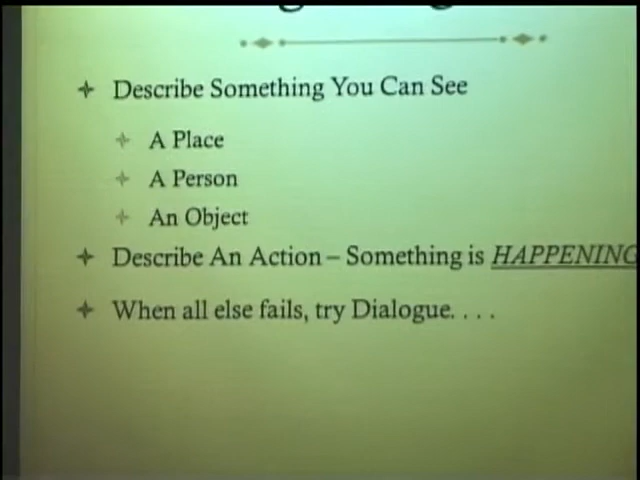 Describe Something You Can See
A Place
A Person
An Object
Describe An Action – Something is HAPPENING
When all else fails, try Dialogue. . . .